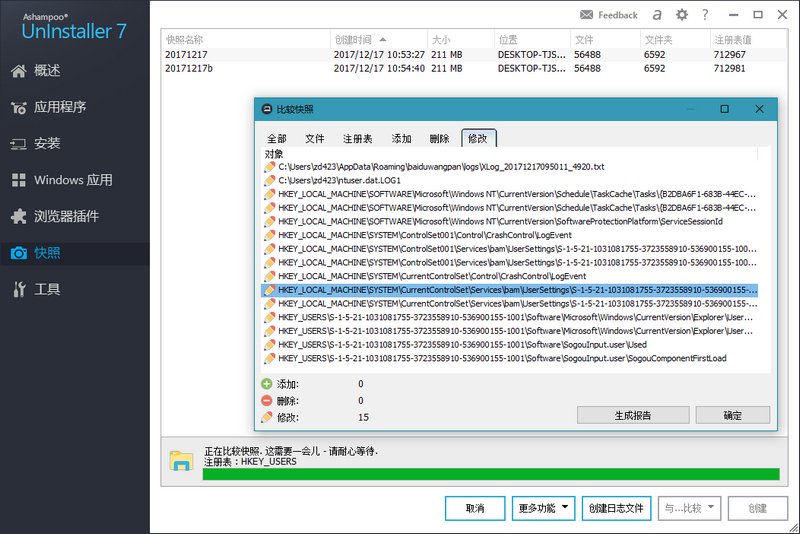 Ashampoo®
UnInstaller 7
Feedback
概述
应用程序
安装
Windows 应用
浏览器插件
快照
工具
快照名称 创建时间 大小 位置 文件 文件夹 注册表值
20171217 2017/12/17 10:53:27 211 MB DESKTOP-TJS... 56488 6592 712967
20171217b 2017/12/17 10:54:40 211 MB DESKTOP-TJS... 56488 6592 712981
比较快照
全部 文件 注册表 添加 删除 修改
对象
C:\Users\zd423\AppData\Roaming\baiduwangpan\logs\XLog_20171217095011_4920.txt
C:\Users\zd423\ntuser.dat.LOG1
HKEY_LOCAL_MACHINE\SOFTWARE\Microsoft\Windows NT\CurrentVersion\Schedule\TaskCache\Tasks\{B2DBA6F1-683B-44EC-...
HKEY_LOCAL_MACHINE\SOFTWARE\Microsoft\Windows NT\CurrentVersion\Schedule\TaskCache\Tasks\{B2DBA6F1-683B-44EC-...
HKEY_LOCAL_MACHINE\SOFTWARE\Microsoft\Windows NT\CurrentVersion\SoftwareProtectionPlatform\ServiceSessionId
HKEY_LOCAL_MACHINE\SYSTEM\ControlSet001\Control\CrashControl\LogEvent
HKEY_LOCAL_MACHINE\SYSTEM\ControlSet001\Services\bam\UserSettings\S-1-5-21-1031081755-3723558910-536900155-100...
HKEY_LOCAL_MACHINE\SYSTEM\ControlSet001\Services\bam\UserSettings\S-1-5-21-1031081755-3723558910-536900155-100...
HKEY_LOCAL_MACHINE\SYSTEM\CurrentControlSet\Control\CrashControl\LogEvent
HKEY_LOCAL_MACHINE\SYSTEM\CurrentControlSet\Services\bam\UserSettings\S-1-5-21-1031081755-3723558910-536900155-...
HKEY_LOCAL_MACHINE\SYSTEM\CurrentControlSet\Services\bam\UserSettings\S-1-5-21-1031081755-3723558910-536900155-...
HKEY_USERS\S-1-5-21-1031081755-3723558910-536900155-1001\Software\Microsoft\Windows\CurrentVersion\Explorer\User...
HKEY_USERS\S-1-5-21-1031081755-3723558910-536900155-1001\Software\Microsoft\Windows\CurrentVersion\Explorer\User...
HKEY_USERS\S-1-5-21-1031081755-3723558910-536900155-1001\Software\SogouInput.user\Used
HKEY_USERS\S-1-5-21-1031081755-3723558910-536900155-1001\Software\SogouInput.user\SogouComponentFirstLoad
添加: 0
删除: 0
修改: 15
生成报告 确定
正在比较快照. 这需要一会儿 - 请耐心等待.
注册表：HKEY_USERS
取消 更多功能 创建日志文件 与...比较 创建